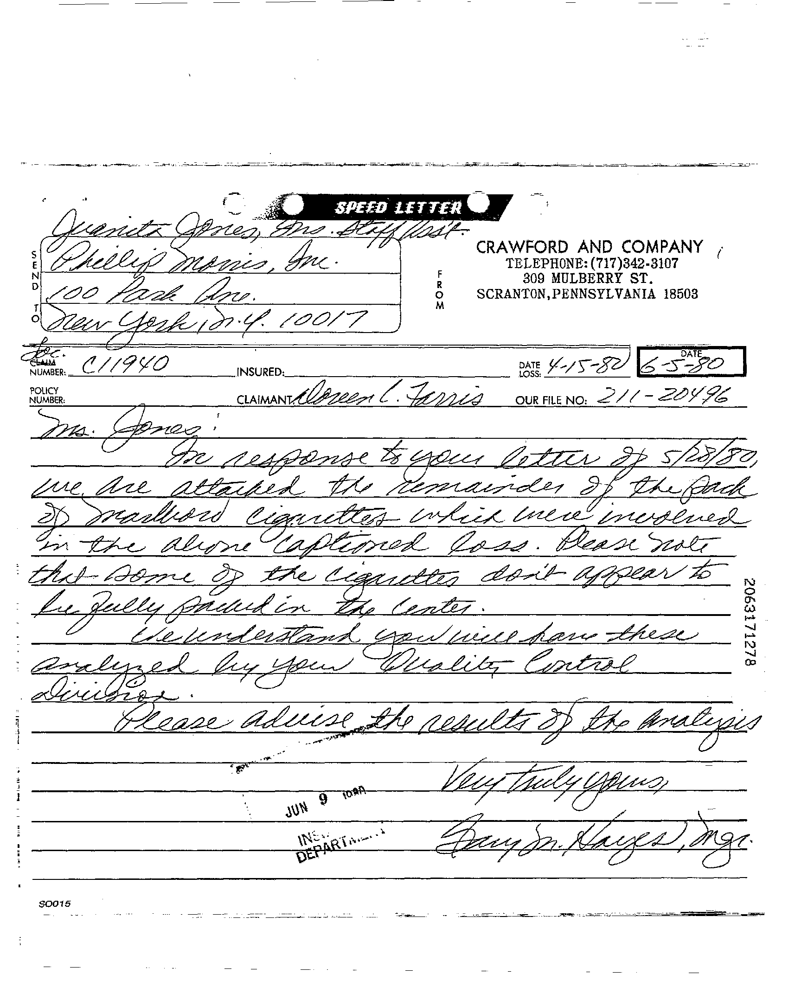 SPEED LETTER
Juanita Jones, Ins. Staff Asst.
SEND TO
Phillip Morris, Inc.
100 Park Ave.
New York, N.Y. 10017
FROM
CRAWFORD AND COMPANY
TELEPHONE: (717)342-3107
309 MULBERRY ST.
SCRANTON, PENNSYLVANIA 18503
Loc.
CLAIM NUMBER: C11940
INSURED:
DATE LOSS: 4-15-80
DATE 6-5-80
POLICY NUMBER:
CLAIMANT Doreen L. Farris
OUR FILE NO: 211-20496
Ms. Jones:
In response to your letter of 5/28/80,
we are attached the remainder of the pack
of Marlboro cigarettes which were involved
in the above captioned loss. Please note
that some of the cigarettes don't appear to
be fully packed in the center.
We understand you will have these
analyzed by your Quality Control
Division.
Please advise the results of the analysis
Very truly yours,
JUN 9
DEPARTMENT
Gary M. Hayes, Mgr.
SO015
2063171278